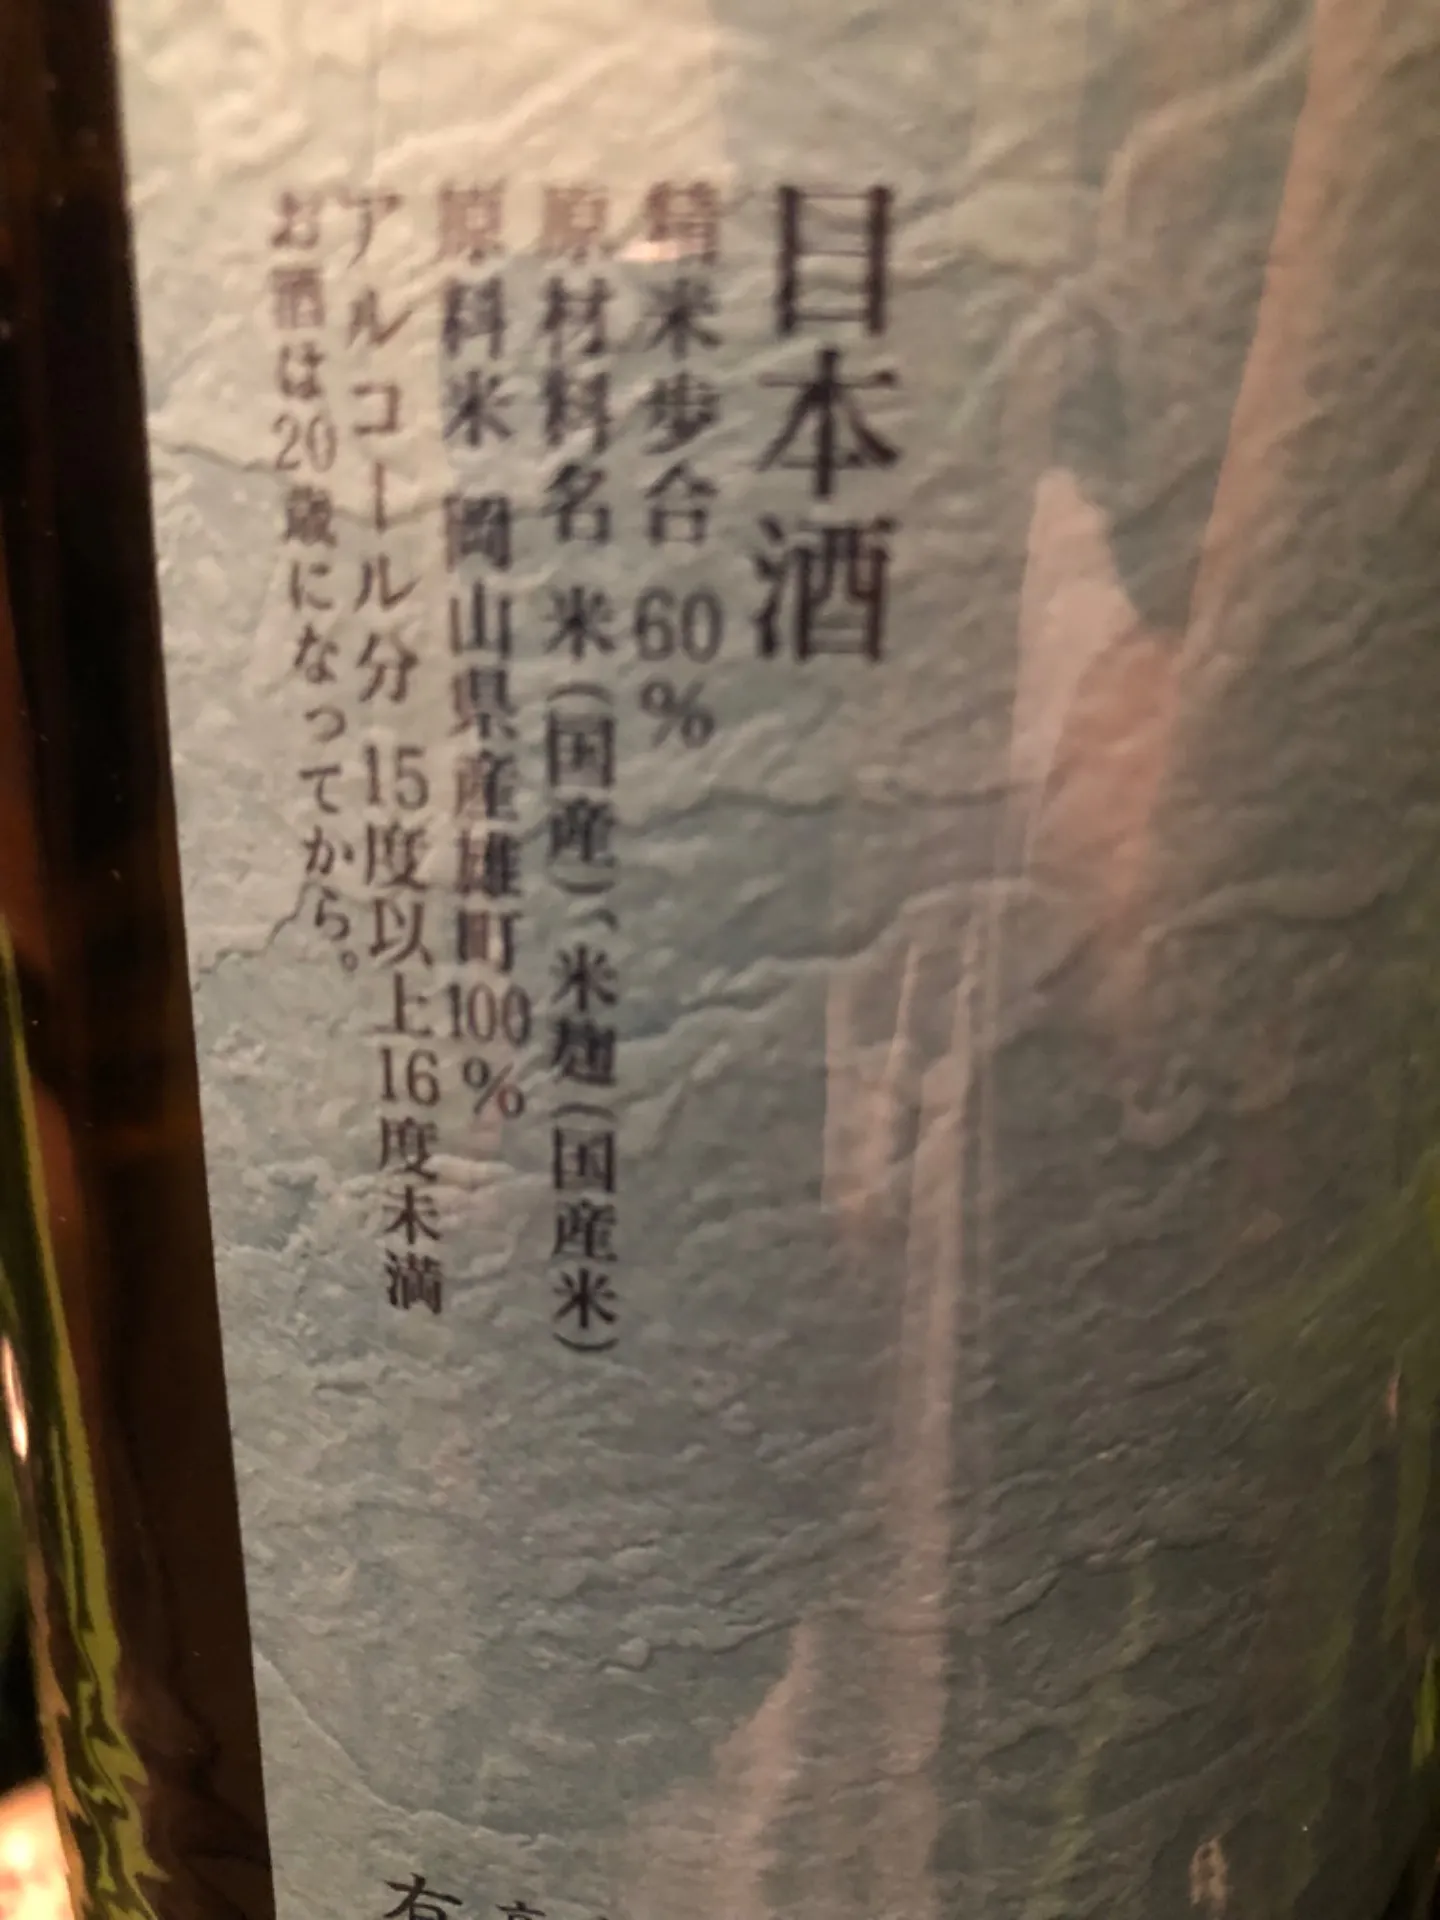 日本酒
精米歩合 60%
原材料名 米(国産)、米麹(国産米)
原料米 岡山県産雄町100%
アルコール分 15度以上16度未満
お酒は20歳になってから。
有